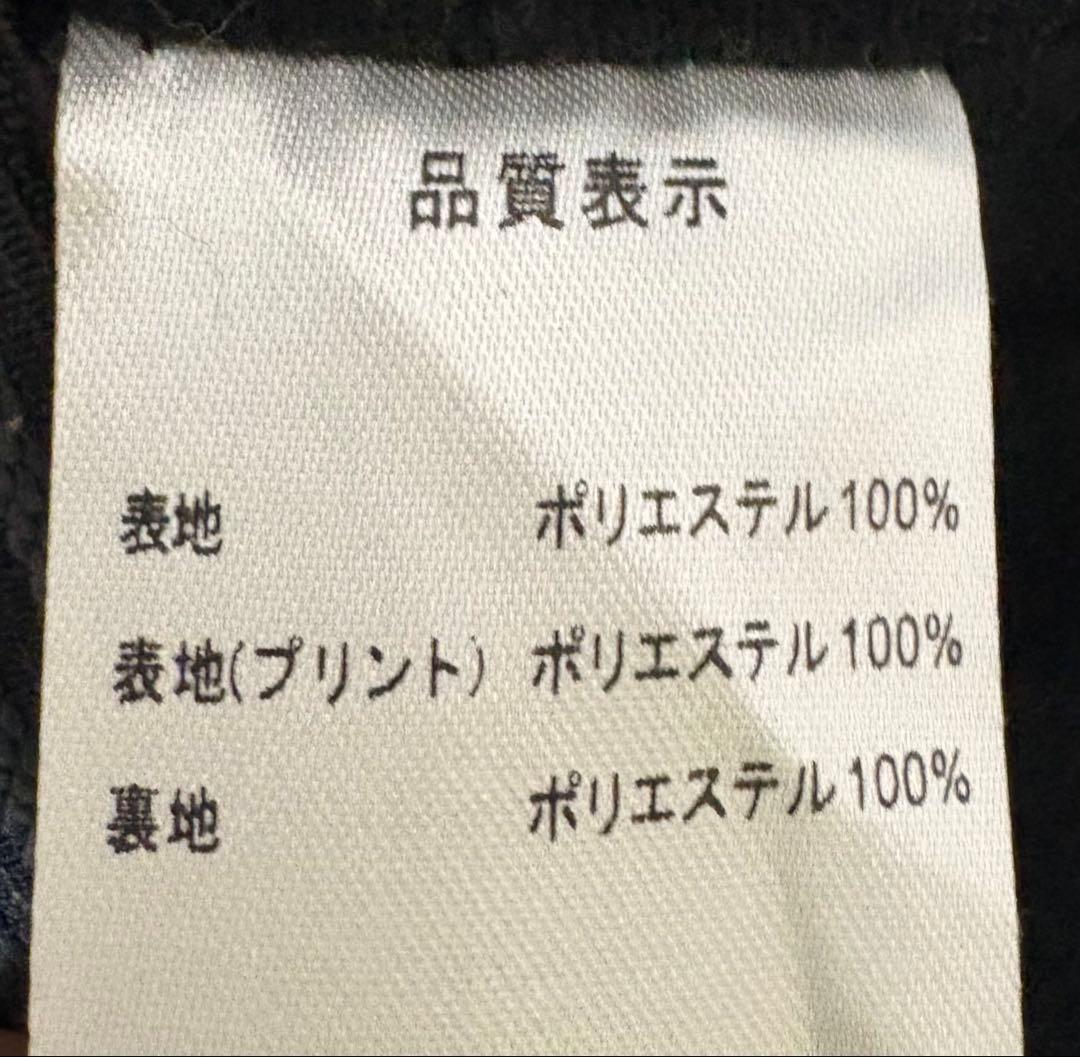 品質表示
表地 ポリエステル100%
表地(プリント) ポリエステル100%
裏地 ポリエステル100%